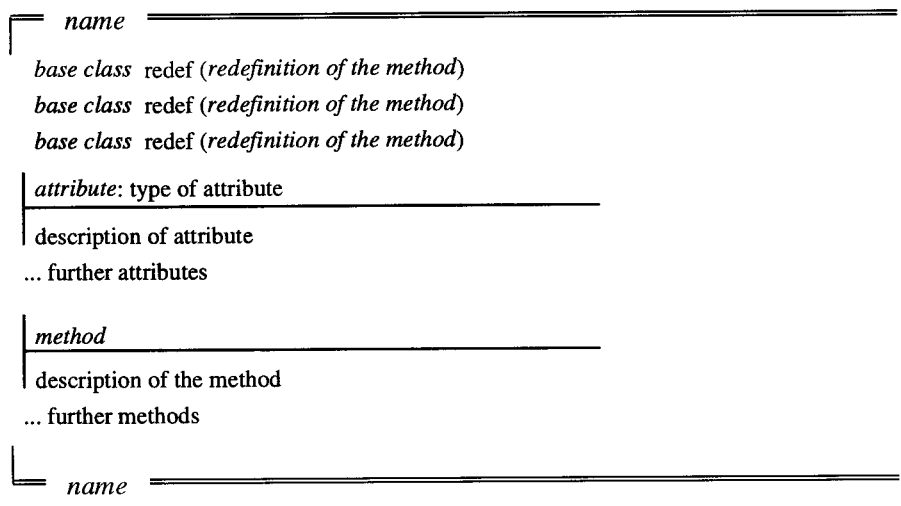 name
base class redef (redefinition of the method)
base class redef (redefinition of the method)
base class redef (redefinition of the method)
attribute: type of attribute
description of attribute
... further attributes
method
description of the method
... further methods
name